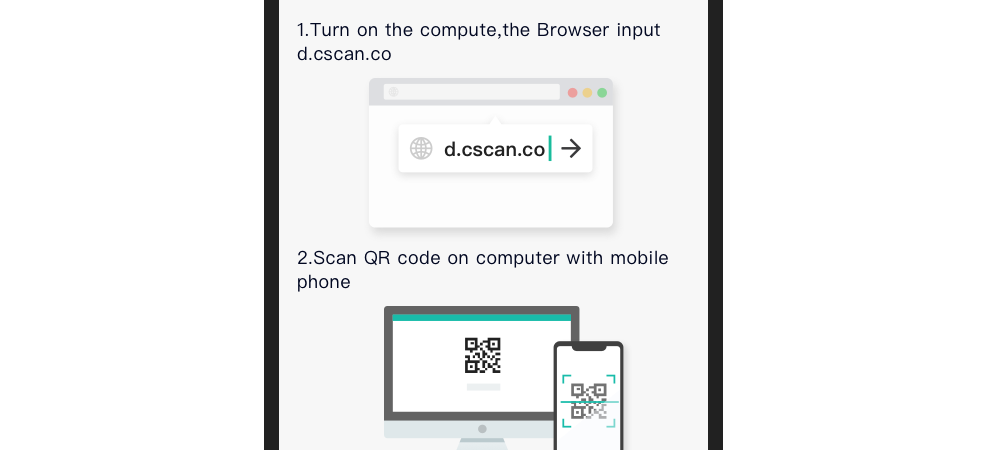 1.Turn on the compute,the Browser input
d.cscan.co
d.cscan.co
2.Scan QR code on computer with mobile
phone